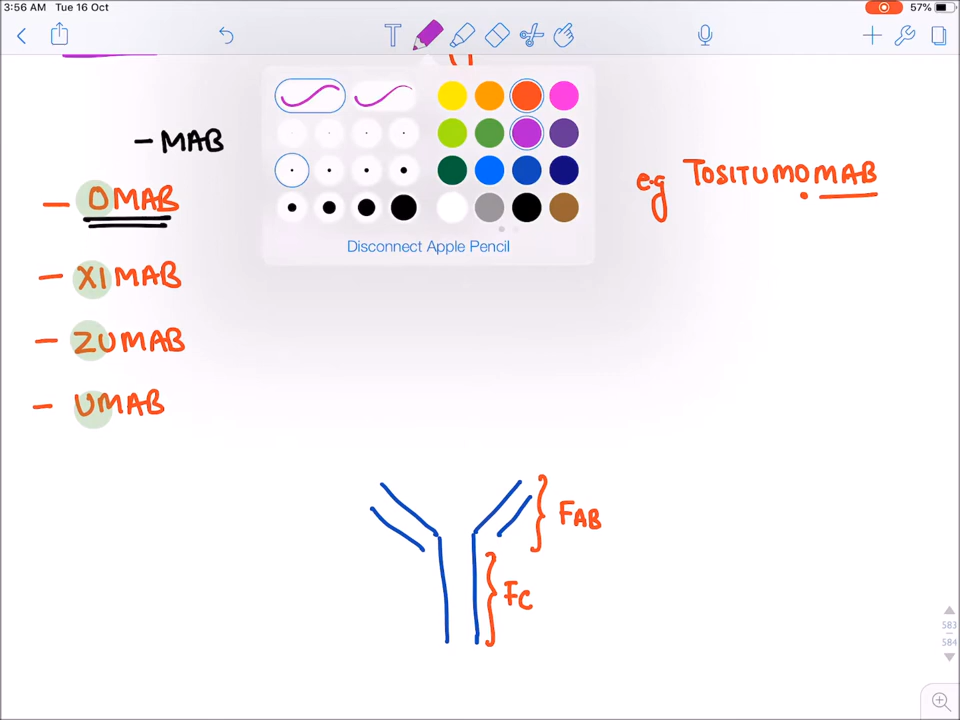 3:56 AM Tue 16 Oct
57%
T
- MAB
- OMAB
e.g TOSITUMOMAB
- XIMAB
- ZUMAB
- UMAB
Disconnect Apple Pencil
FAB
FC
583
584